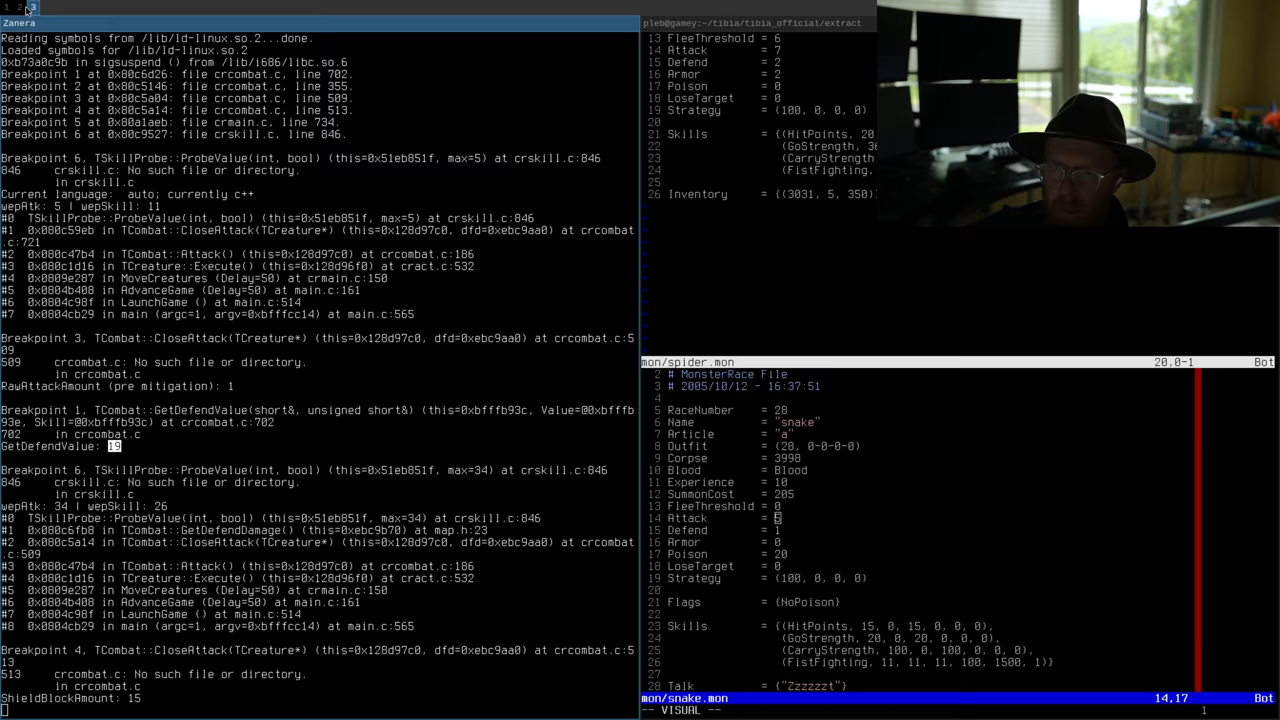 1 2 3
Zanera
Reading symbols from /lib/ld-linux.so.2...done.
Loaded symbols for /lib/ld-linux.so.2
0xb73a0c9b in sigsuspend () from /lib/i686/libc.so.6
Breakpoint 1 at 0x80c6d26: file crcombat.c, line 702.
Breakpoint 2 at 0x80c5146: file crcombat.c, line 355.
Breakpoint 3 at 0x80c5a04: file crcombat.c, line 509.
Breakpoint 4 at 0x80c5a14: file crcombat.c, line 513.
Breakpoint 5 at 0x80a1aeb: file crmain.c, line 734.
Breakpoint 6 at 0x80c9527: file crskill.c, line 846.
Breakpoint 6, TSkillProbe::ProbeValue(int, bool) (this=0x51eb851f, max=5) at crskill.c:846
846     crskill.c: No such file or directory.
        in crskill.c
Current language:  auto; currently c++
wepAtk: 5 | wepSkill: 11
#0  TSkillProbe::ProbeValue(int, bool) (this=0x51eb851f, max=5) at crskill.c:846
#1  0x080c59eb in TCombat::CloseAttack(TCreature*) (this=0x128d97c0, dfd=0xebc9aa0) at crcombat
.c:721
#2  0x080c47b4 in TCombat::Attack() (this=0x128d97c0) at crcombat.c:186
#3  0x080c1d16 in TCreature::Execute() (this=0x128d96f0) at cract.c:532
#4  0x0809e287 in MoveCreatures (Delay=50) at crmain.c:150
#5  0x0804b408 in AdvanceGame (Delay=50) at main.c:161
#6  0x0804c98f in LaunchGame () at main.c:514
#7  0x0804cb29 in main (argc=1, argv=0xbfffcc14) at main.c:565
Breakpoint 3, TCombat::CloseAttack(TCreature*) (this=0x128d97c0, dfd=0xebc9aa0) at crcombat.c:5
09
509     crcombat.c: No such file or directory.
        in crcombat.c
RawAttackAmount (pre mitigation): 1
Breakpoint 1, TCombat::GetDefendValue(short&, unsigned short&) (this=0xbfffb93c, Value=@0xbfffb
93e, Skill=@0xbfffb93c) at crcombat.c:702
702     in crcombat.c
GetDefendValue: 19
Breakpoint 6, TSkillProbe::ProbeValue(int, bool) (this=0x51eb851f, max=34) at crskill.c:846
846     crskill.c: No such file or directory.
        in crskill.c
wepAtk: 34 | wepSkill: 26
#0  TSkillProbe::ProbeValue(int, bool) (this=0x51eb851f, max=34) at crskill.c:846
#1  0x080c6fb8 in TCombat::GetDefendDamage() (this=0xebc9b70) at map.h:23
#2  0x080c5a14 in TCombat::CloseAttack(TCreature*) (this=0x128d97c0, dfd=0xebc9aa0) at crcombat
.c:509
#3  0x080c47b4 in TCombat::Attack() (this=0x128d97c0) at crcombat.c:186
#4  0x080c1d16 in TCreature::Execute() (this=0x128d96f0) at cract.c:532
#5  0x0809e287 in MoveCreatures (Delay=50) at crmain.c:150
#6  0x0804b408 in AdvanceGame (Delay=50) at main.c:161
#7  0x0804c98f in LaunchGame () at main.c:514
#8  0x0804cb29 in main (argc=1, argv=0xbfffcc14) at main.c:565
Breakpoint 4, TCombat::CloseAttack(TCreature*) (this=0x128d97c0, dfd=0xebc9aa0) at crcombat.c:5
13
513     crcombat.c: No such file or directory.
        in crcombat.c
ShieldBlockAmount: 15
pleb@gamey:~/tibia/tibia_official/extract
13 FleeThreshold = 6
14 Attack        = 7
15 Defend        = 2
16 Armor         = 2
17 Poison        = 0
18 LoseTarget    = 0
19 Strategy      = (100, 0, 0, 0)
20
21 Skills        = {(HitPoints, 20
22                  (GoStrength, 36
23                  (CarryStrength
24                  (FistFighting,
25
26 Inventory     = {(3031, 5, 350)
mon/spider.mon 20,0-1 Bot
2 # MonsterRace File
3 # 2005/10/12 - 16:37:51
4
5 RaceNumber    = 28
6 Name          = "snake"
7 Article       = "a"
8 Outfit        = (28, 0-0-0-0)
9 Corpse        = 3998
10 Blood         = Blood
11 Experience    = 10
12 SummonCost    = 205
13 FleeThreshold = 0
14 Attack        = 5
15 Defend        = 1
16 Armor         = 0
17 Poison        = 20
18 LoseTarget    = 0
19 Strategy      = (100, 0, 0, 0)
20
21 Flags         = {NoPoison}
22
23 Skills        = {(HitPoints, 15, 0, 15, 0, 0, 0),
24                  (GoStrength, 20, 0, 20, 0, 0, 0),
25                  (CarryStrength, 100, 0, 100, 0, 0, 0),
26                  (FistFighting, 11, 11, 11, 100, 1500, 1)}
27
28 Talk          = {"Zzzzzzt"}
mon/snake.mon 14,17 Bot
-- VISUAL -- 1